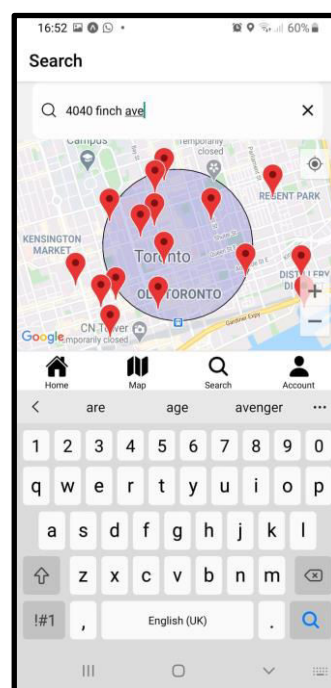 16:52 60%
Search
4040 finch ave
Campus
Temporarily
closed
REGENT PARK
KENSINGTON
MARKET
Toronto
OLD TORONTO
DISTILLERY
CN Tower
Temporarily closed
Gardiner Expy
Google
+
−
Home Map Search Account
are age avenger
1 2 3 4 5 6 7 8 9 0
q w e r t y u i o p
a s d f g h j k l
z x c v b n m
!#1 , English (UK) .